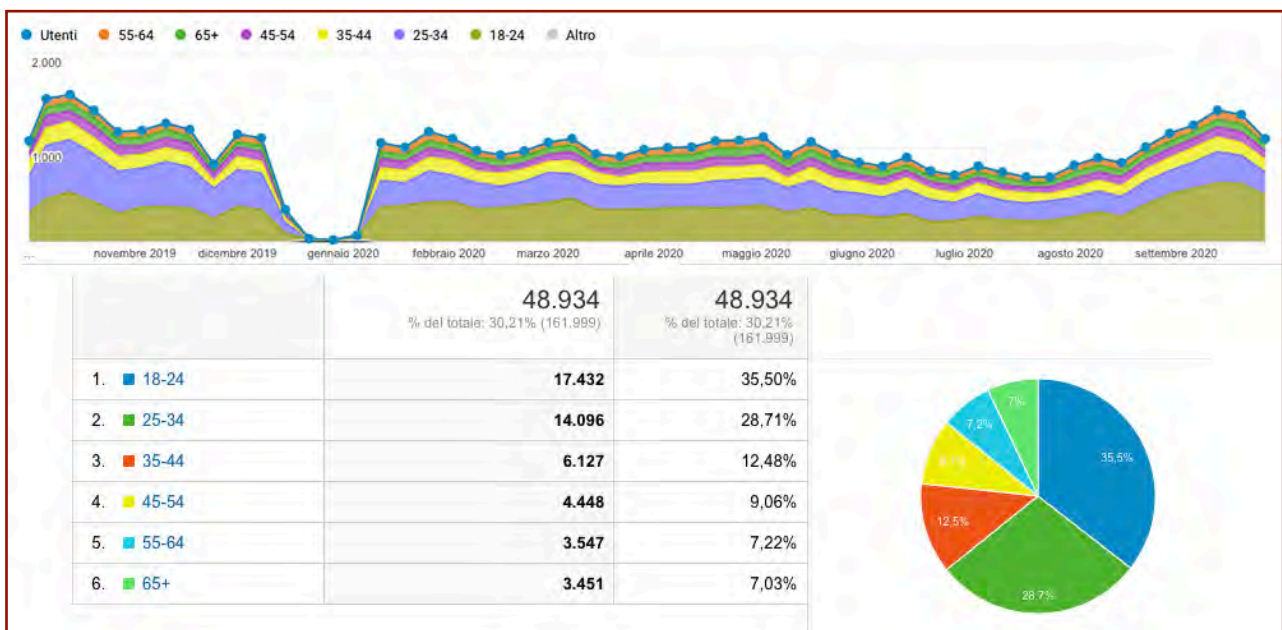 Utenti 55-64 65+ 45-54 35-44 25-34 18-24 Altro
2.000
1.000
... novembre 2019 dicembre 2019 gennaio 2020 febbraio 2020 marzo 2020 aprile 2020 maggio 2020 giugno 2020 luglio 2020 agosto 2020 settembre 2020
48.934 48.934
% del totale: 30,21% (161.999) % del totale: 30,21%
(161.999)
1. 18-24 17.432 35,50%
2. 25-34 14.096 28,71%
3. 35-44 6.127 12,48%
4. 45-54 4.448 9,06%
5. 55-64 3.547 7,22%
6. 65+ 3.451 7,03%
7%
7,2%
35,5%
12,5%
28,7%